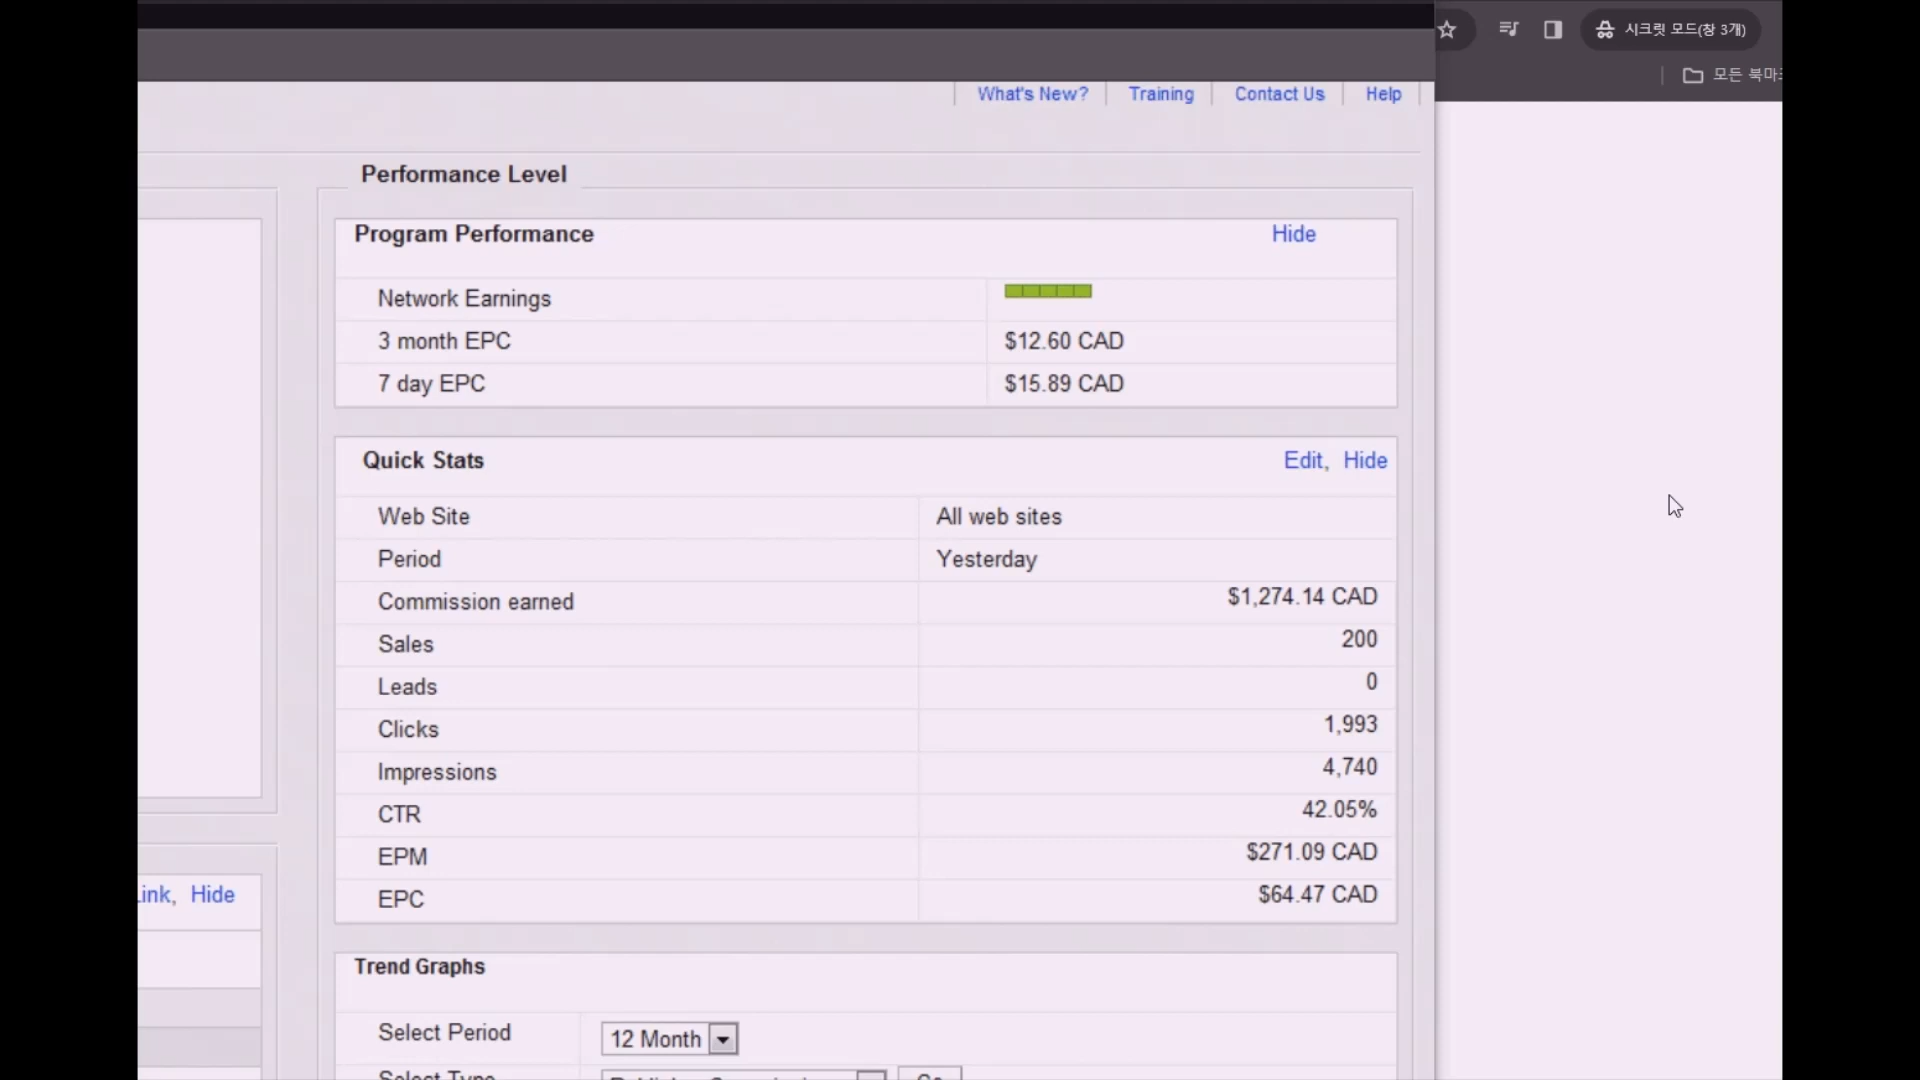 시크릿 모드(창 3개)
모든 북마크
What's New? Training Contact Us Help
Performance Level
Program Performance Hide
Network Earnings
3 month EPC $12.60 CAD
7 day EPC $15.89 CAD
Quick Stats Edit, Hide
Web Site All web sites
Period Yesterday
Commission earned $1,274.14 CAD
Sales 200
Leads 0
Clicks 1,993
Impressions 4,740
CTR 42.05%
EPM $271.09 CAD
EPC $64.47 CAD
ink, Hide
Trend Graphs
Select Period 12 Month
Select Type